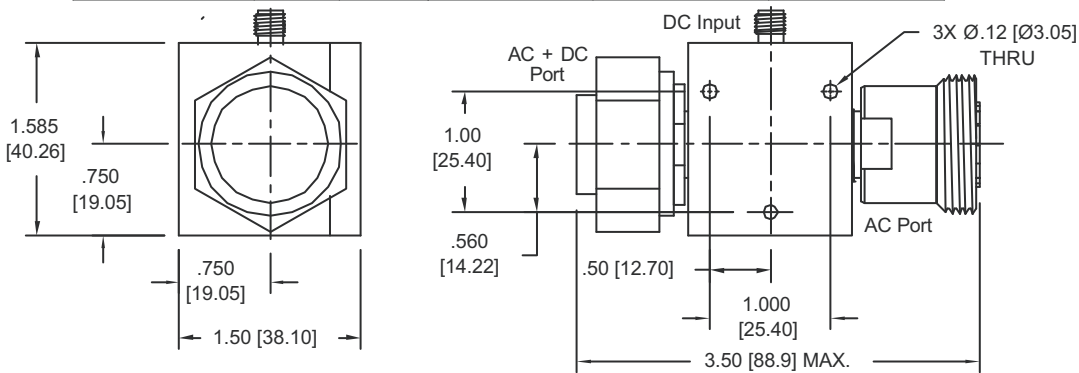 DC Input
3X Ø.12 [Ø3.05]
THRU
AC + DC
Port
1.585
[40.26]
1.00
[25.40]
.750
[19.05]
AC Port
.560
[14.22]
.750
[19.05]
.50 [12.70]
1.000
[25.40]
1.50 [38.10]
3.50 [88.9] MAX.